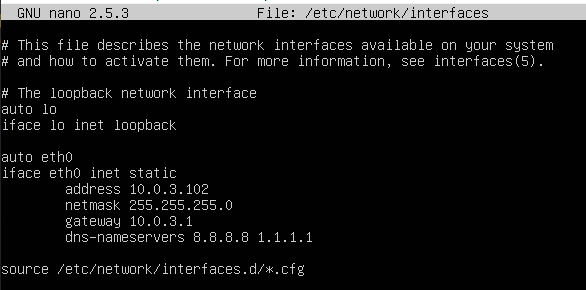 GNU nano 2.5.3 File: /etc/network/interfaces
# This file describes the network interfaces available on your system
# and how to activate them. For more information, see interfaces(5).
# The loopback network interface
auto lo
iface lo inet loopback
auto eth0
iface eth0 inet static
address 10.0.3.102
netmask 255.255.255.0
gateway 10.0.3.1
dns-nameservers 8.8.8.8 1.1.1.1
source /etc/network/interfaces.d/*.cfg